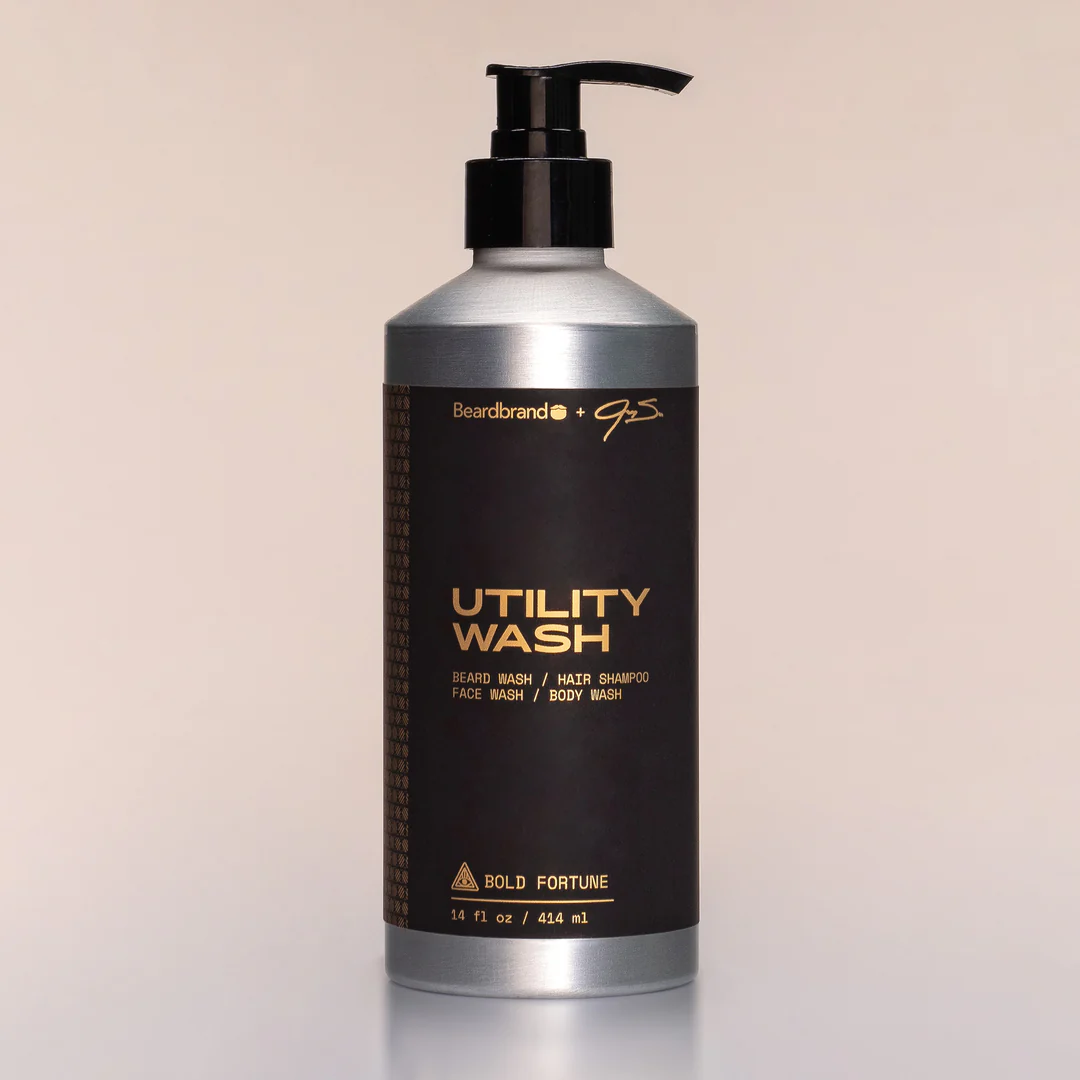 Beardbrand +
UTILITY
WASH
BEARD WASH / HAIR SHAMPOO
FACE WASH / BODY WASH
BOLD FORTUNE
14 fl oz / 414 ml